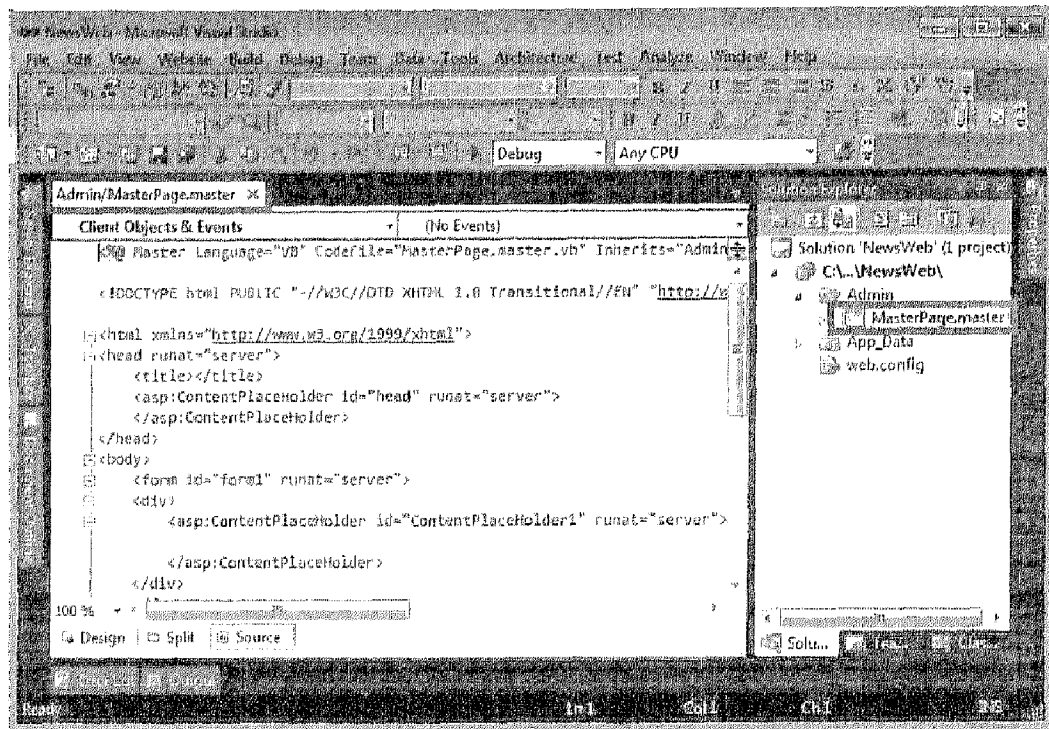 NewsWeb - Microsoft Visual Studio
File Edit View Website Build Debug Team Data Tools Architecture Test Analyze Window Help
Debug Any CPU
Admin/MasterPage.master
Solution Explorer
Client Objects & Events (No Events)
<%@ Master Language="VB" CodeFile="MasterPage.master.vb" Inherits="Admin
<!DOCTYPE html PUBLIC "-//W3C//DTD XHTML 1.0 Transitional//EN" "http://w
<html xmlns="http://www.w3.org/1999/xhtml">
<head runat="server">
<title></title>
<asp:ContentPlaceHolder id="head" runat="server">
</asp:ContentPlaceHolder>
</head>
<body>
<form id="form1" runat="server">
<div>
<asp:ContentPlaceHolder id="ContentPlaceHolder1" runat="server">
</asp:ContentPlaceHolder>
</div>
100 %
Design Split Source
Solution 'NewsWeb' (1 project)
C:\...\NewsWeb\
Admin
MasterPage.master
App_Data
web.config
Solu...
Output
Ready Ln 1 Col 1 Ch 1 INS